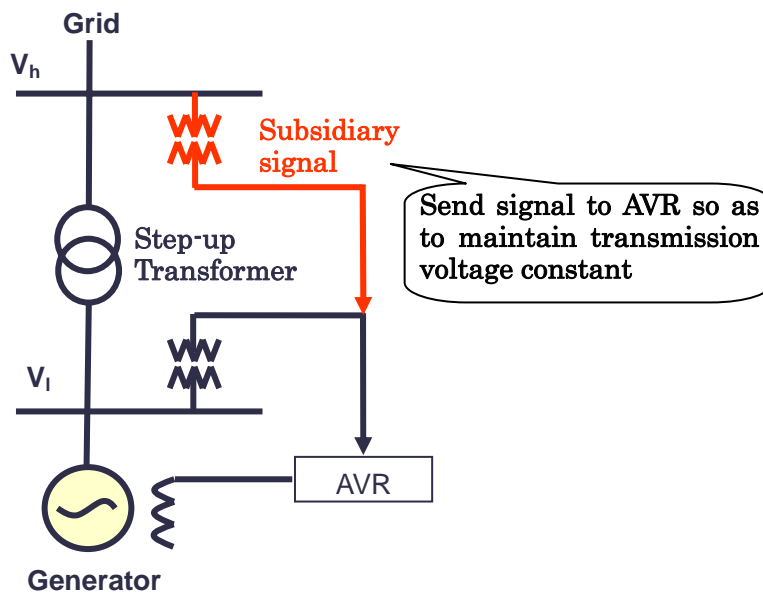 Grid
Vh
Subsidiary
signal
Send signal to AVR so as
to maintain transmission
voltage constant
Step-up
Transformer
Vl
AVR
Generator